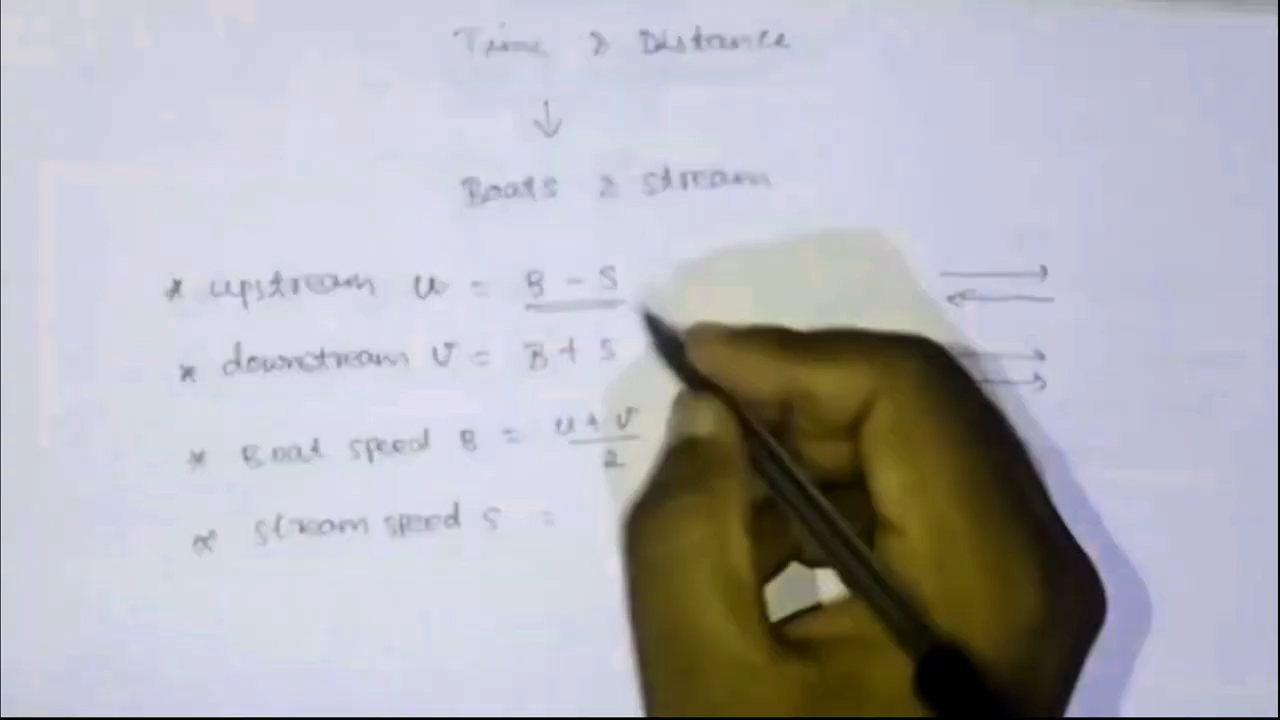 Time & Distance
↓
Boats & stream
* upstream u = B - S
* downstream v = B + S
* Boat speed B = u + v / 2
* stream speed S =